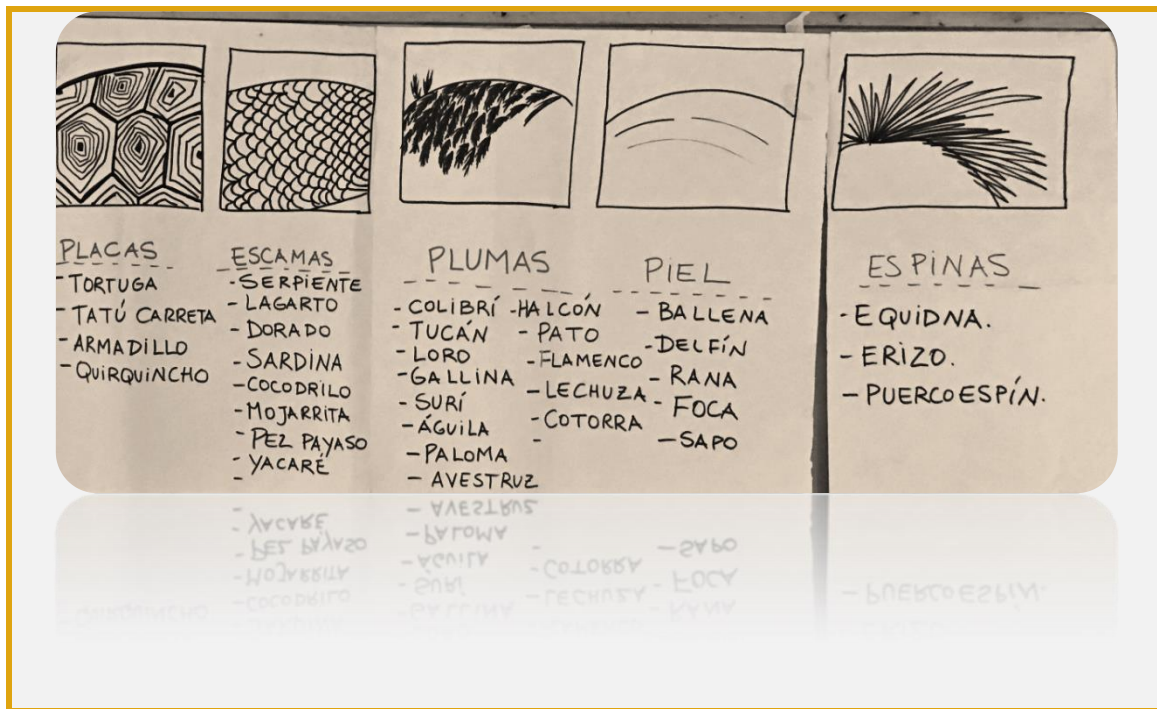 PLACAS
- TORTUGA
- TATÚ CARRETA
- ARMADILLO
- QUIRQUINCHO
ESCAMAS
- SERPIENTE
- LAGARTO
- DORADO
- SARDINA
- COCODRILO
- MOJARRITA
- PEZ PAYASO
- YACARÉ
-
PLUMAS
- COLIBRÍ
- TUCÁN
- LORO
- GALLINA
- SURÍ
- ÁGUILA
- PALOMA
- AVESTRUZ
- HALCÓN
- PATO
- FLAMENCO
- LECHUZA
- COTORRA
-
PIEL
- BALLENA
- DELFÍN
- RANA
- FOCA
- SAPO
ESPINAS
- EQUIDNA.
- ERIZO.
- PUERCOESPÍN.